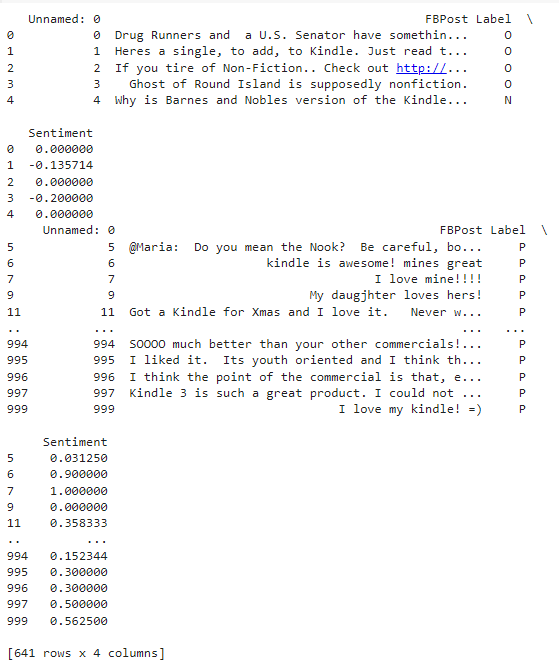 Unnamed: 0 FBPost Label \
0 0 Drug Runners and a U.S. Senator have somethin... O
1 1 Heres a single, to add, to Kindle. Just read t... O
2 2 If you tire of Non-Fiction.. Check out http://... O
3 3 Ghost of Round Island is supposedly nonfiction. O
4 4 Why is Barnes and Nobles version of the Kindle... N
Sentiment
0 0.000000
1 -0.135714
2 0.000000
3 -0.200000
4 0.000000
Unnamed: 0 FBPost Label \
5 5 @Maria: Do you mean the Nook? Be careful, bo... P
6 6 kindle is awesome! mines great P
7 7 I love mine!!!! P
9 9 My daugjhter loves hers! P
11 11 Got a Kindle for Xmas and I love it. Never w... P
.. ... ... ...
994 994 SOOOO much better than your other commercials!... P
995 995 I liked it. Its youth oriented and I think th... P
996 996 I think the point of the commercial is that, e... P
997 997 Kindle 3 is such a great product. I could not ... P
999 999 I love my kindle! =) P
Sentiment
5 0.031250
6 0.900000
7 1.000000
9 0.000000
11 0.358333
.. ...
994 0.152344
995 0.300000
996 0.300000
997 0.500000
999 0.562500
[641 rows x 4 columns]